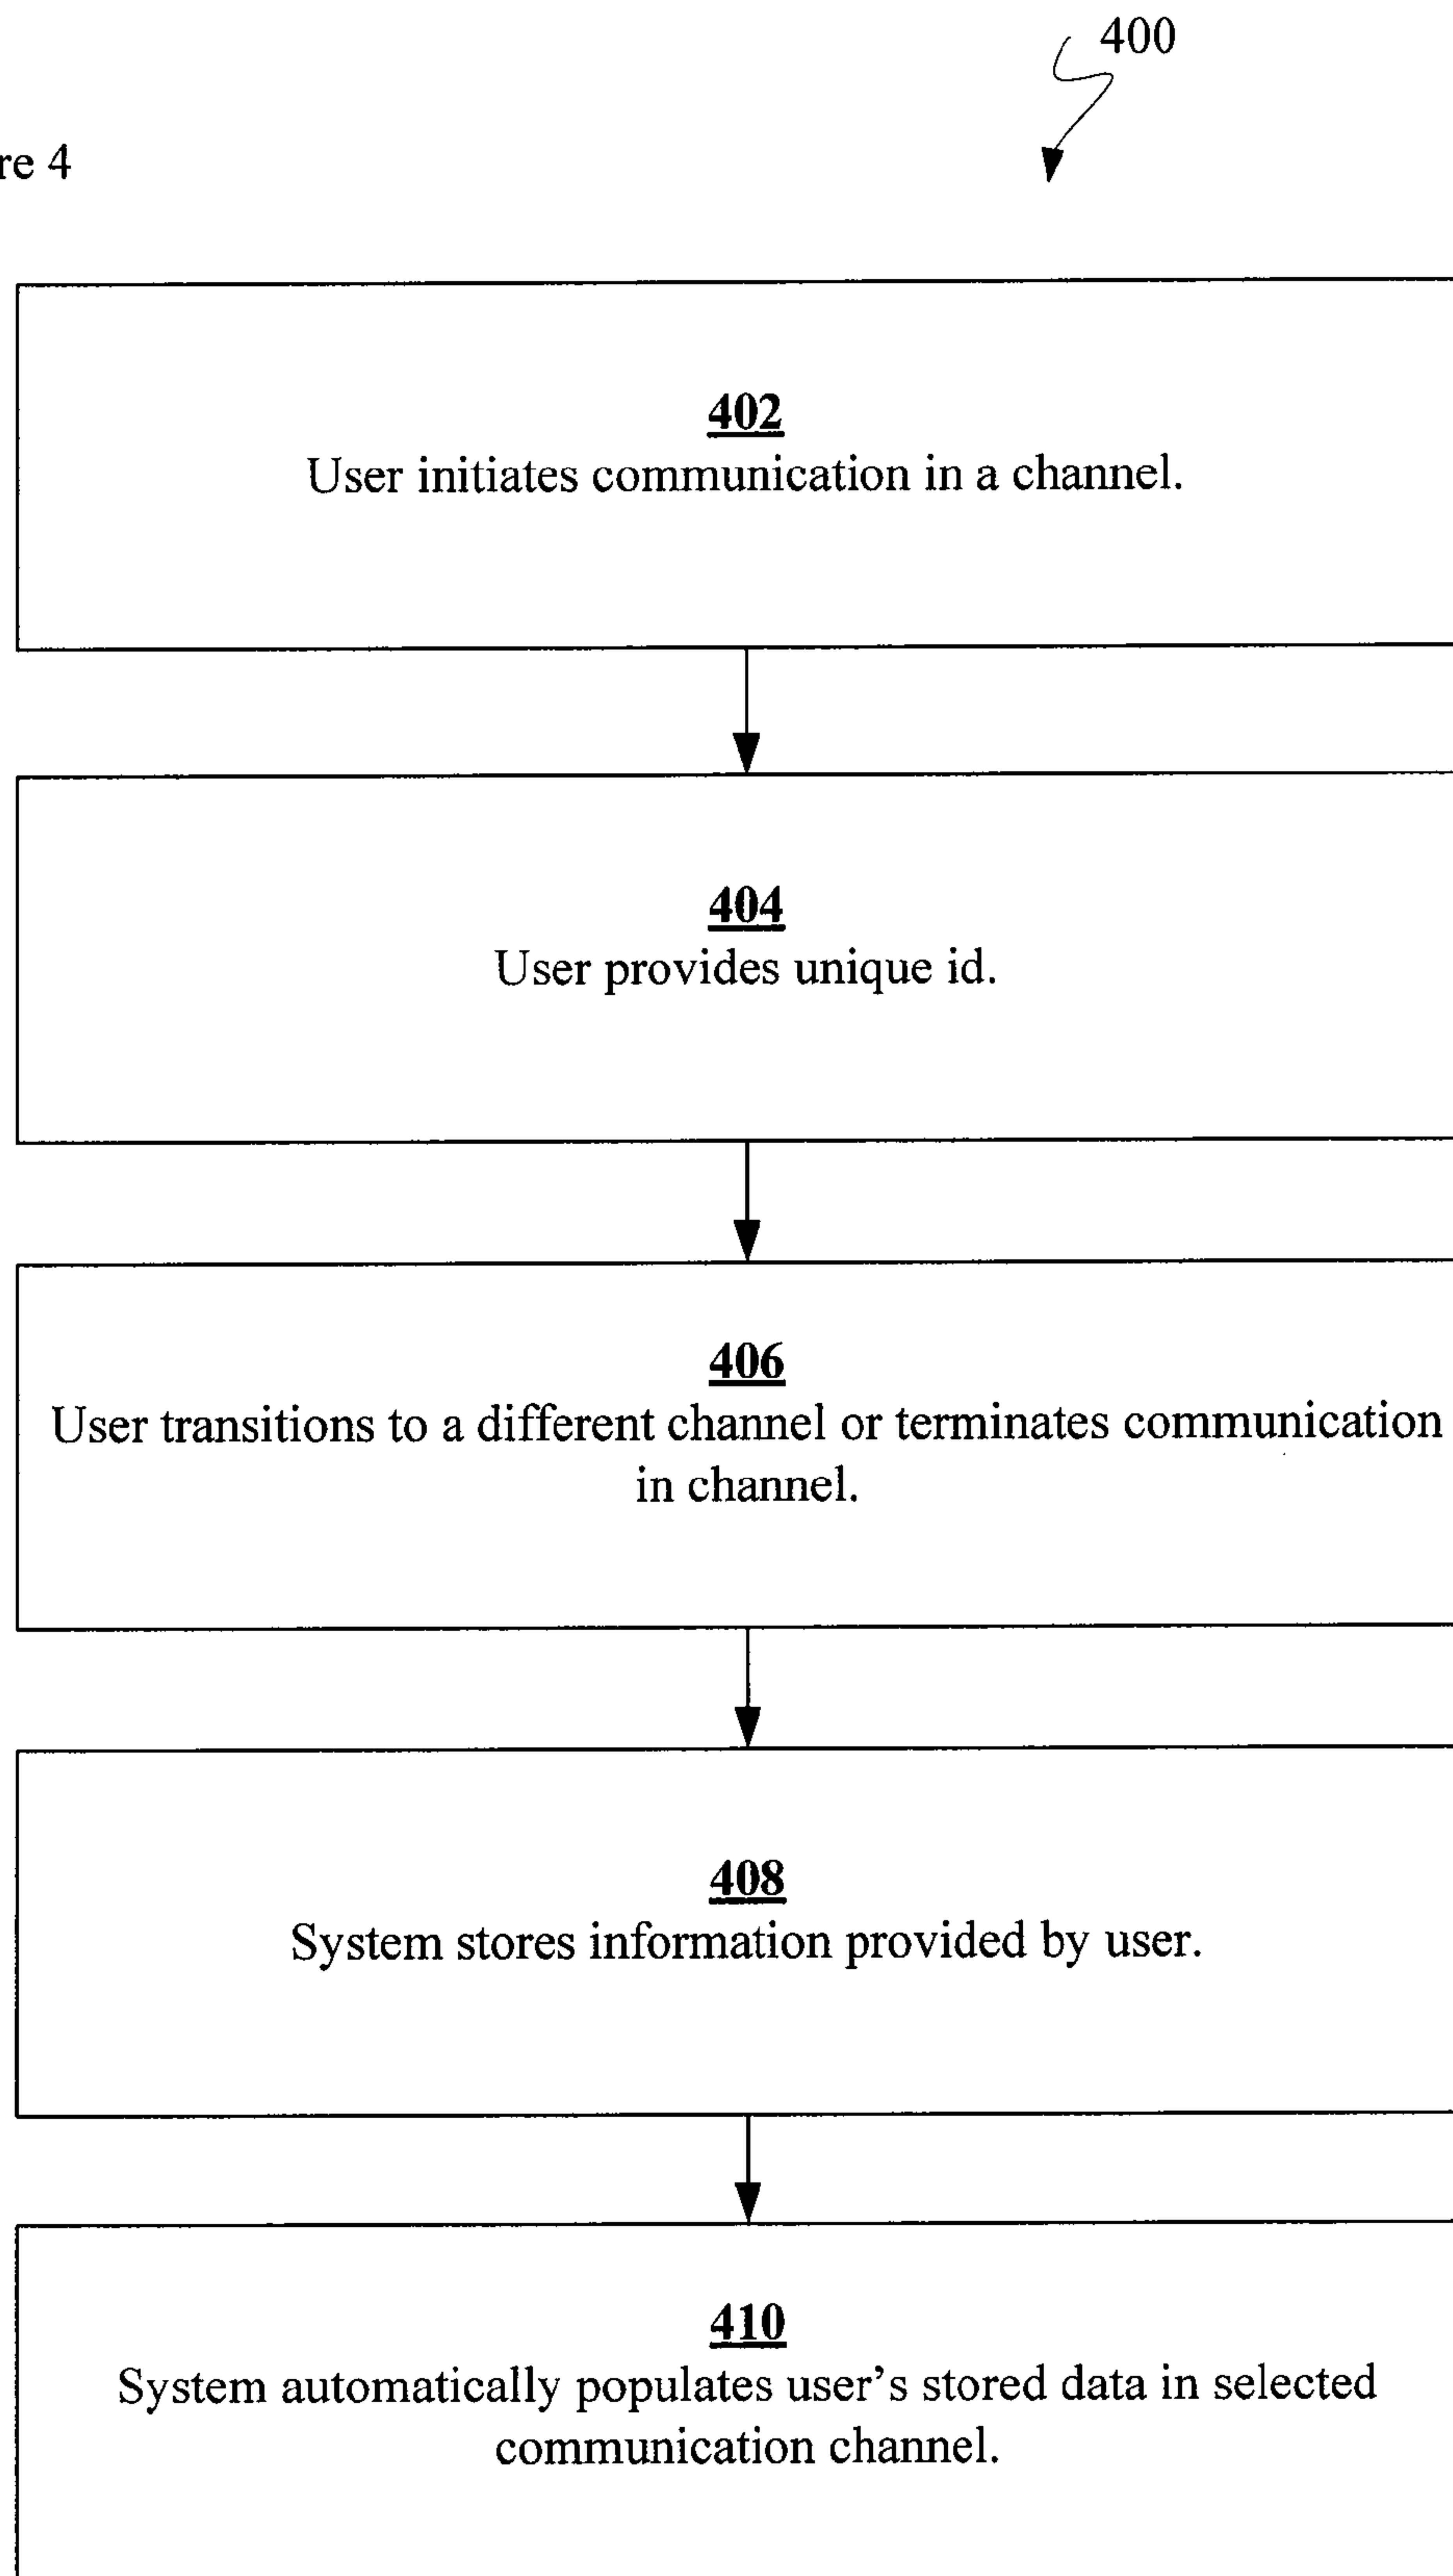 400
re 4
402
User initiates communication in a channel.
404
User provides unique id.
406
User transitions to a different channel or terminates communication
in channel.
408
System stores information provided by user.
410
System automatically populates user’s stored data in selected
communication channel.